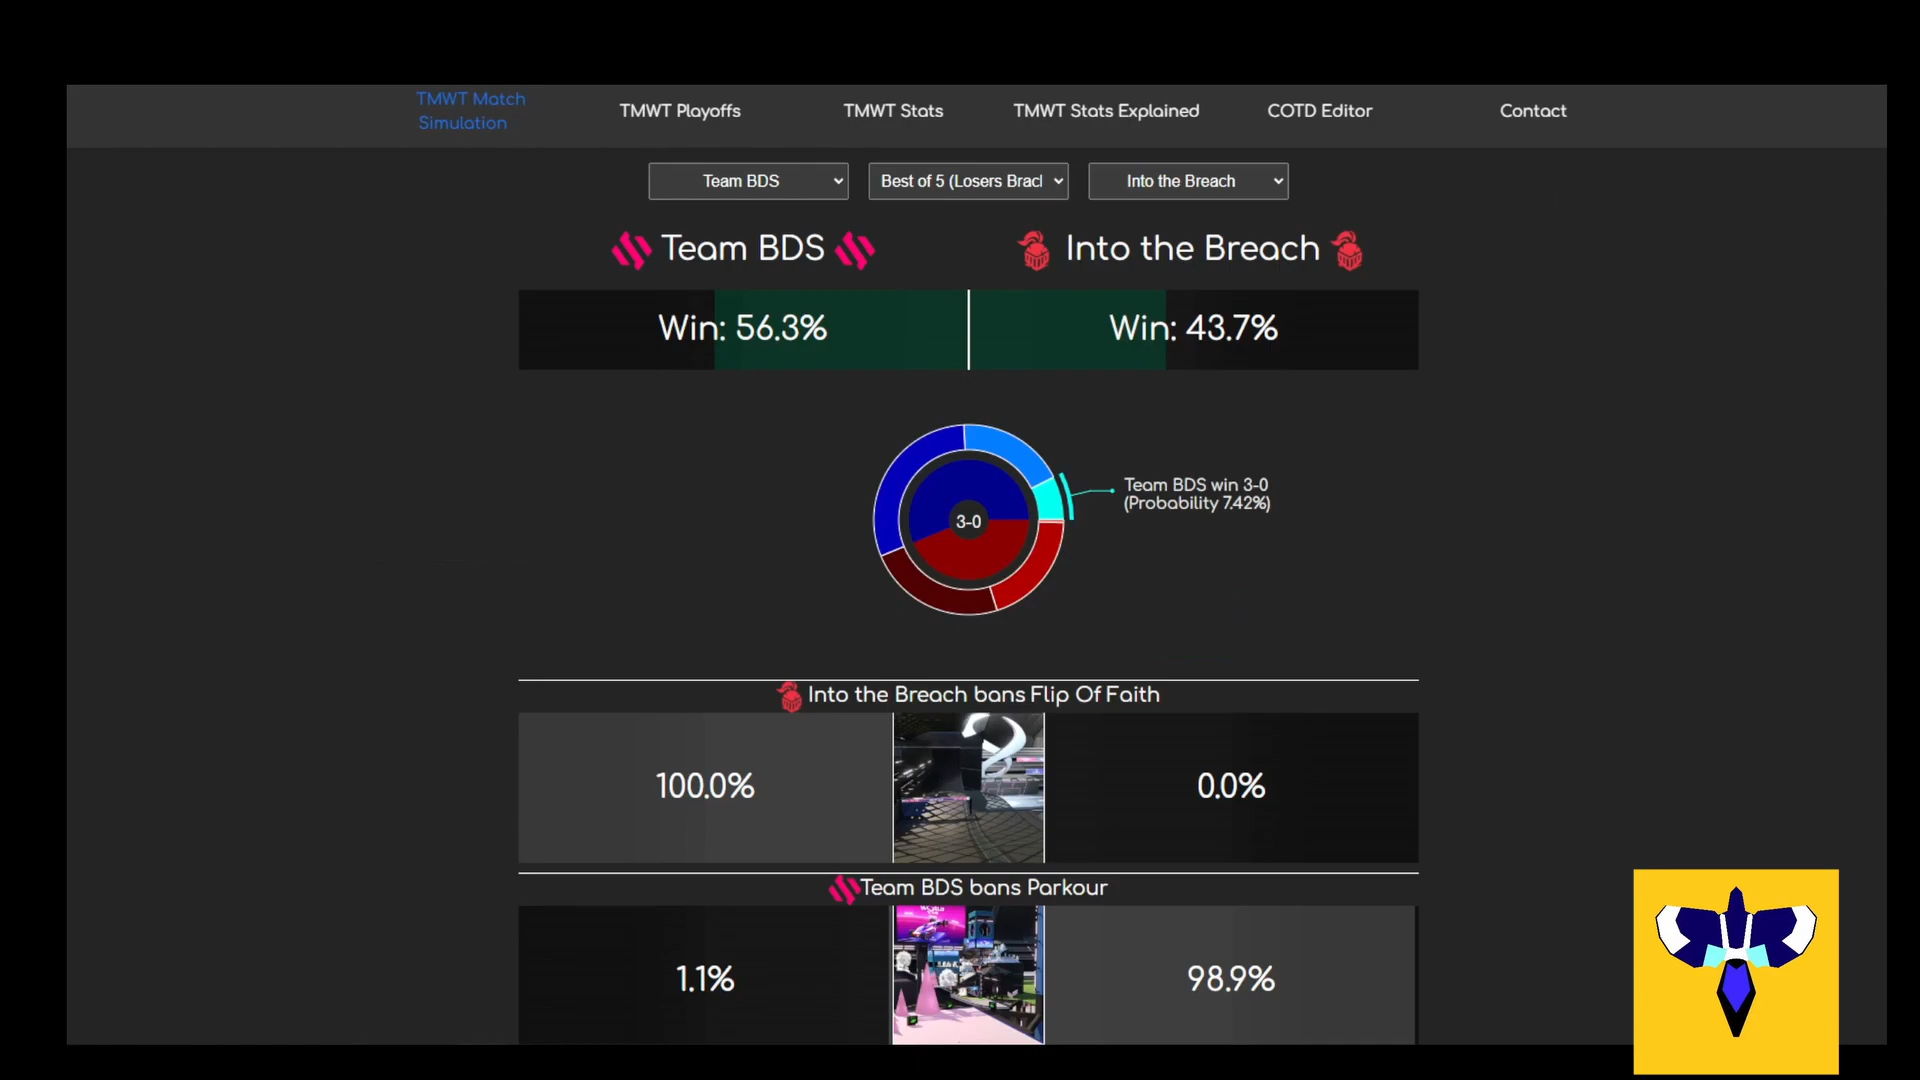 TMWT Match
Simulation
TMWT Playoffs
TMWT Stats
TMWT Stats Explained
COTD Editor
Contact
Team BDS
Best of 5 (Losers Brac
Into the Breach
Team BDS
Into the Breach
Win: 56.3%
Win: 43.7%
Team BDS win 3-0
(Probability 7.42%)
3-0
Into the Breach bans Flip Of Faith
100.0%
0.0%
Team BDS bans Parkour
1.1%
98.9%